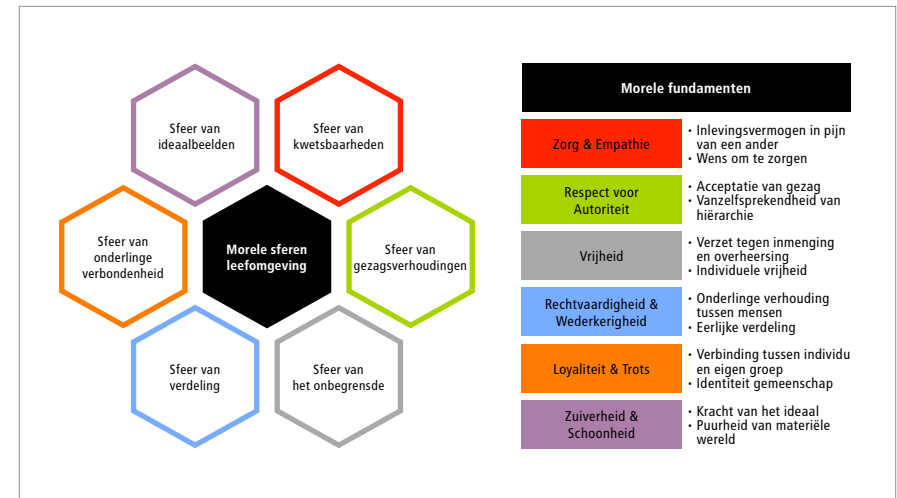 Sfeer van
ideaalbeelden
Sfeer van
kwetsbaarheden
Sfeer van
onderlinge
verbondenheid
Morele sferen
leefomgeving
Sfeer van
gezagsverhoudingen
Sfeer van
verdeling
Sfeer van
het onbegrensde
Morele fundamenten
Zorg & Empathie
• Inlevingsvermogen in pijn
van een ander
• Wens om te zorgen
Respect voor
Autoriteit
• Acceptatie van gezag
• Vanzelfsprekendheid van
hiërarchie
Vrijheid
• Verzet tegen inmenging
en overheersing
• Individuele vrijheid
Rechtvaardigheid &
Wederkerigheid
• Onderlinge verhouding
tussen mensen
• Eerlijke verdeling
Loyaliteit & Trots
• Verbinding tussen individu
en eigen groep
• Identiteit gemeenschap
Zuiverheid &
Schoonheid
• Kracht van het ideaal
• Puurheid van materiële
wereld